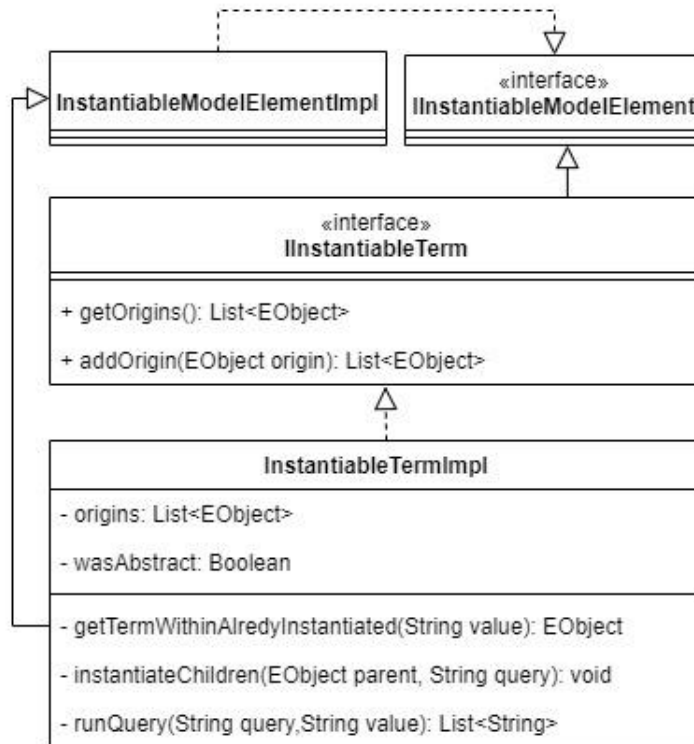 InstantiableModelElementImpl
«interface»
IInstantiableModelElement
«interface»
IInstantiableTerm
+ getOrigins(): List<EObject>
+ addOrigin(EObject origin): List<EObject>
InstantiableTermImpl
- origins: List<EObject>
- wasAbstract: Boolean
- getTermWithinAlredyInstantiated(String value): EObject
- instantiateChildren(EObject parent, String query): void
- runQuery(String query,String value): List<String>